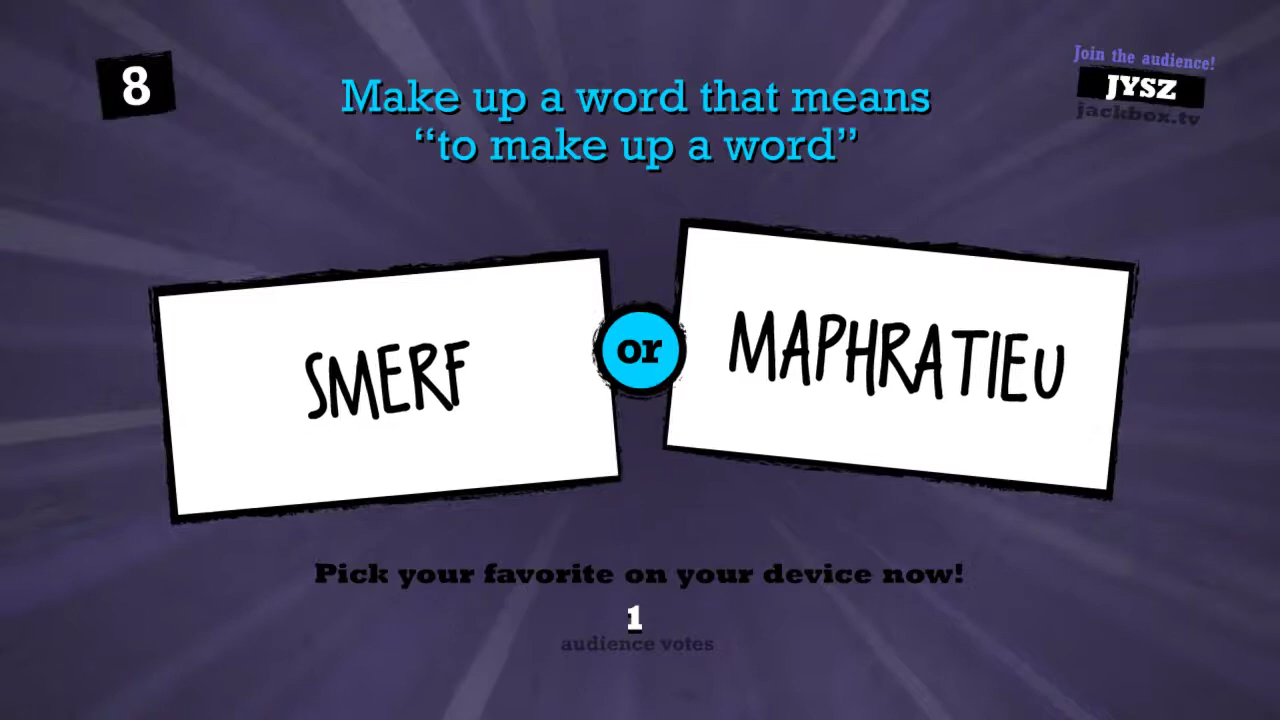 8
Join the audience!
JYSZ
jackbox.tv
Make up a word that means
“to make up a word”
SMERF
or
MAPHRATIEU
Pick your favorite on your device now!
1
audience votes